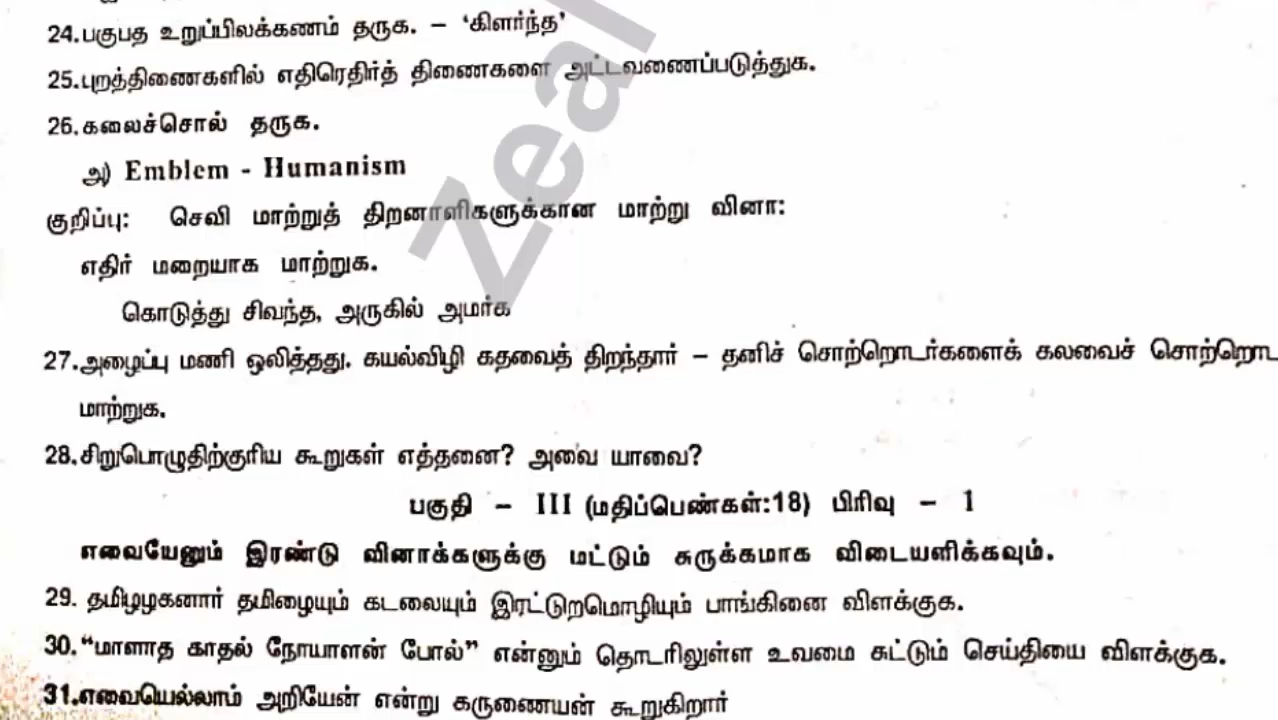 24.பகுபத உறுப்பிலக்கணம் தருக. – ‘கிளர்ந்த’
25.புறத்திணைகளில் எதிரெதிர்த் திணைகளை அட்டவணைப்படுத்துக.
26.கலைச்சொல் தருக.
அ) Emblem - Humanism
குறிப்பு: செவி மாற்றுத் திறனாளிகளுக்கான மாற்று வினா:
எதிர் மறையாக மாற்றுக.
கொடுத்து சிவந்த, அருகில் அமர்க
27.அழைப்பு மணி ஒலித்தது. கயல்விழி கதவைத் திறந்தார் – தனிச் சொற்றொடர்களைக் கலவைச் சொற்றொட
மாற்றுக.
28.சிறுபொழுதிற்குரிய கூறுகள் எத்தனை? அவை யாவை?
பகுதி – III (மதிப்பெண்கள்:18) பிரிவு – 1
எவையேனும் இரண்டு வினாக்களுக்கு மட்டும் சுருக்கமாக விடையளிக்கவும்.
29. தமிழழகனார் தமிழையும் கடலையும் இரட்டுறமொழியும் பாங்கினை விளக்குக.
30.“மாளாத காதல் நோயாளன் போல்” என்னும் தொடரிலுள்ள உவமை சுட்டும் செய்தியை விளக்குக.
31.எவையெல்லாம் அறியேன் என்று கருணையன் கூறுகிறார்
Zeal